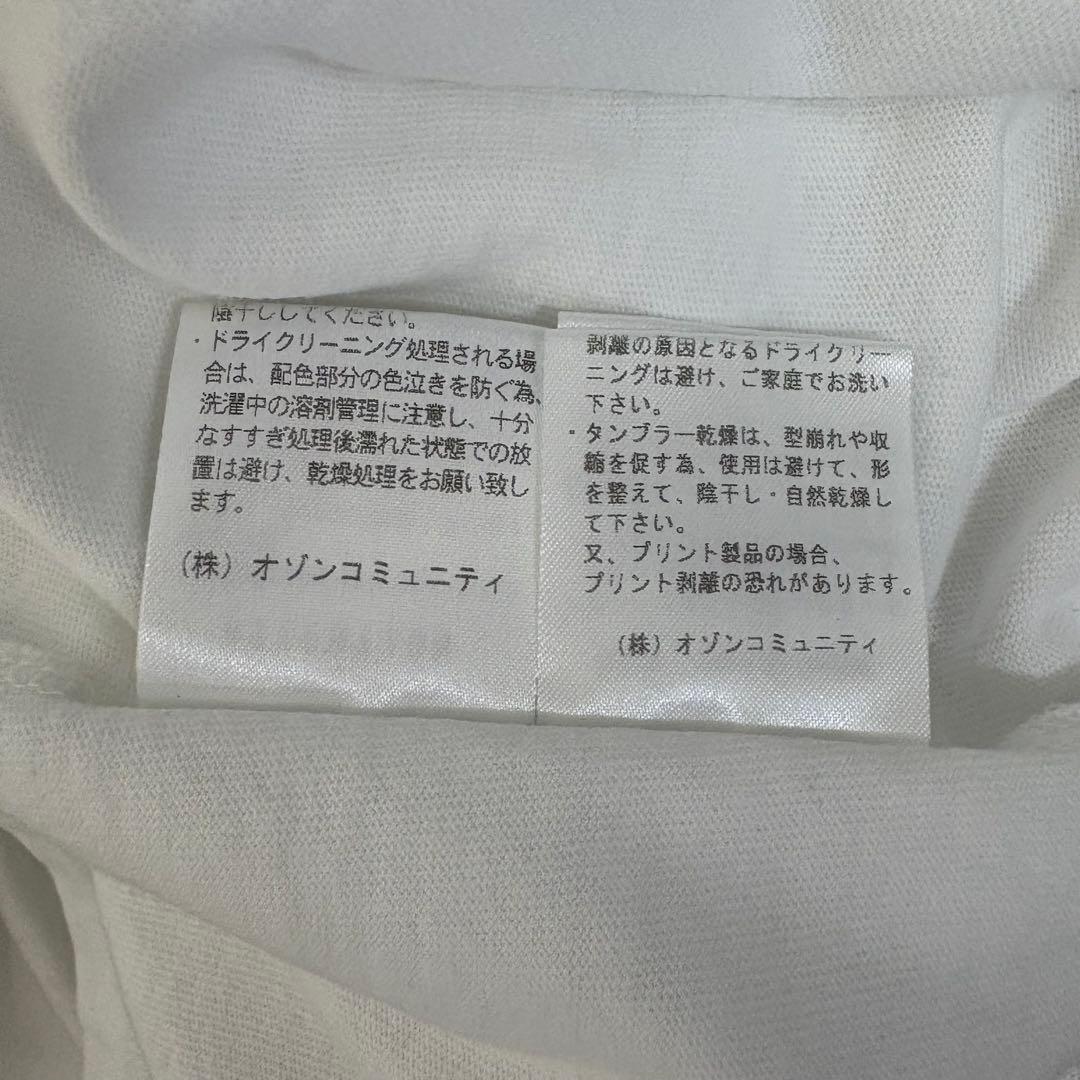 陰干ししてください。
・ドライクリーニング処理される場
合は、配色部分の色泣きを防ぐ為、
洗濯中の溶剤管理に注意し、十分
なすすぎ処理後濡れた状態での放
置は避け、乾燥処理をお願い致し
ます。
（株）オゾンコミュニティ
剥離の原因となるドライクリー
ニングは避け、ご家庭でお洗い
下さい。
・タンブラー乾燥は、型崩れや収
縮を促す為、使用は避けて、形
を整えて、陰干し・自然乾燥し
て下さい。
又、プリント製品の場合、
プリント剥離の恐れがあります。
（株）オゾンコミュニティ